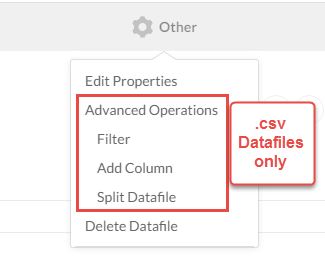 Other
Edit Properties
Advanced Operations
Filter
Add Column
Split Datafile
Delete Datafile
.csv
Datafiles
only